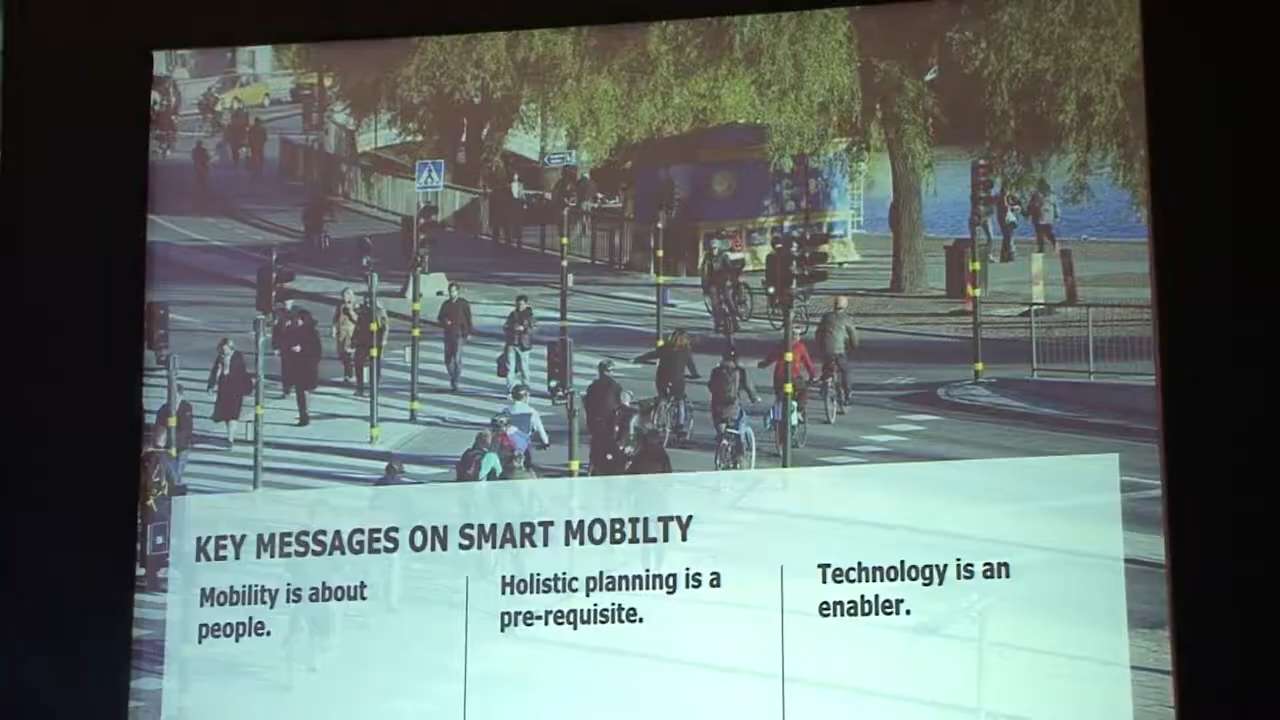 KEY MESSAGES ON SMART MOBILTY
Mobility is about
people.
Holistic planning is a
pre-requisite.
Technology is an
enabler.